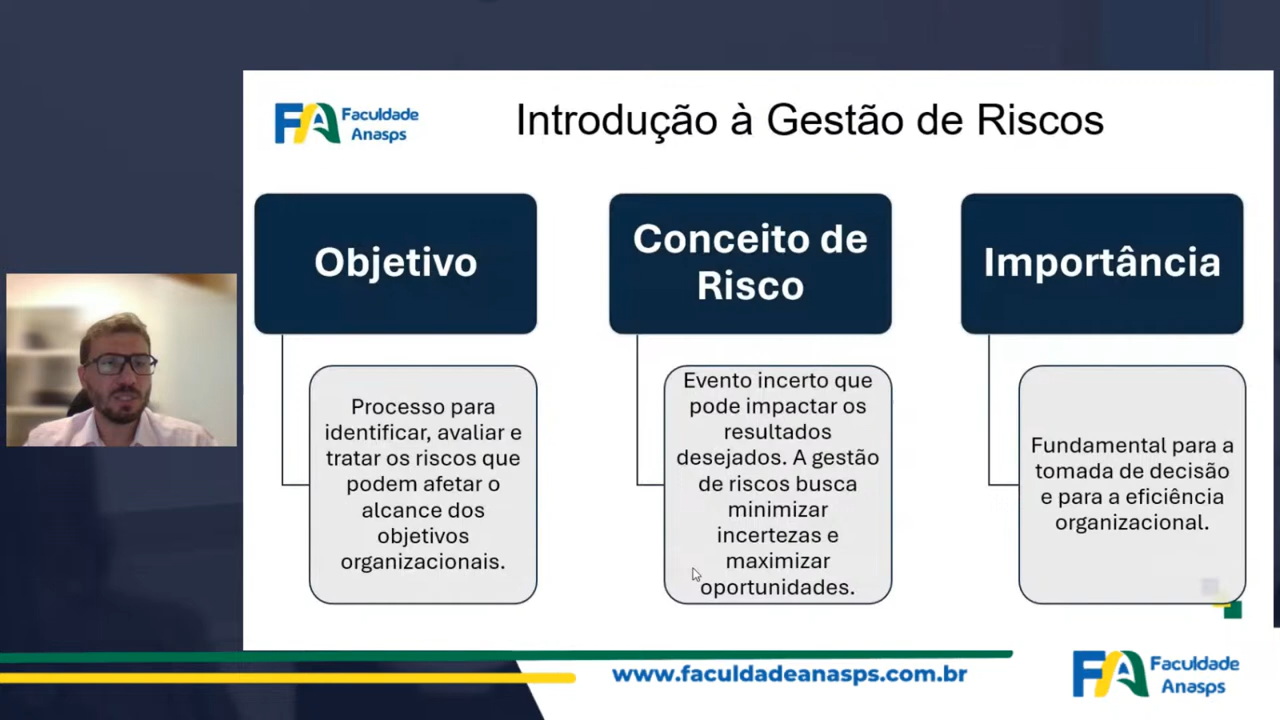 Faculdade
Anasps
Introdução à Gestão de Riscos
Objetivo
Processo para
identificar, avaliar e
tratar os riscos que
podem afetar o
alcance dos
objetivos
organizacionais.
Conceito de
Risco
Evento incerto que
pode impactar os
resultados
desejados. A gestão
de riscos busca
minimizar
incertezas e
maximizar
oportunidades.
Importância
Fundamental para a
tomada de decisão
e para a eficiência
organizacional.
www.faculdadeanasps.com.br
FA Faculdade
Anasps